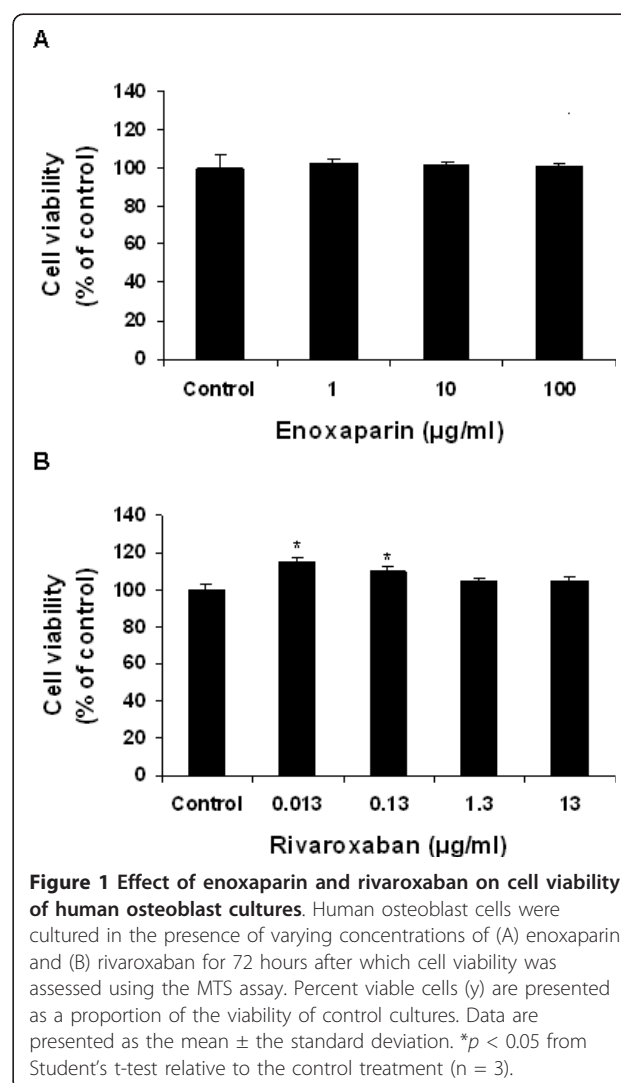 A
140
120
100
80
60
40
20
0
Cell viability
(% of control)
Control 1 10 100
Enoxaparin (µg/ml)
B
140
120
100
80
60
40
20
0
Cell viability
(% of control)
* *
Control 0.013 0.13 1.3 13
Rivaroxaban (µg/ml)
Figure 1 Effect of enoxaparin and rivaroxaban on cell viability
of human osteoblast cultures. Human osteoblast cells were
cultured in the presence of varying concentrations of (A) enoxaparin
and (B) rivaroxaban for 72 hours after which cell viability was
assessed using the MTS assay. Percent viable cells (y) are presented
as a proportion of the viability of control cultures. Data are
presented as the mean ± the standard deviation. *p < 0.05 from
Student's t-test relative to the control treatment (n = 3).